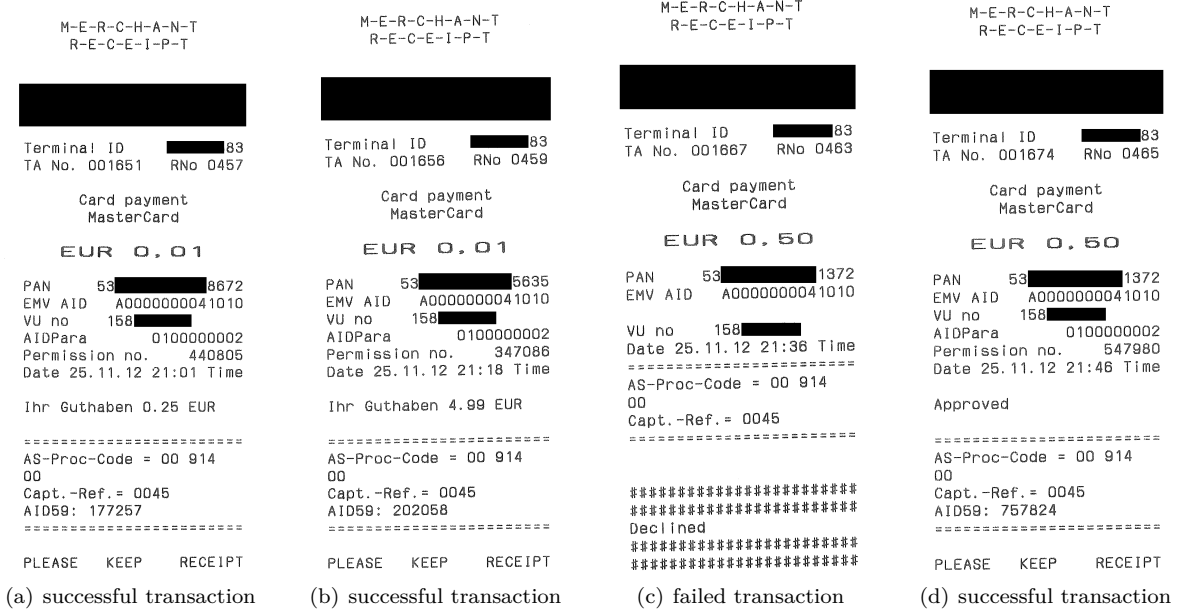 M-E-R-C-H-A-N-T
R-E-C-E-I-P-T
Terminal ID 83
TA No. 001651 RNo 0457
Card payment
MasterCard
EUR 0,01
PAN 53 8672
EMV AID A0000000041010
VU no 158
AIDPara 0100000002
Permission no. 440805
Date 25.11.12 21:01 Time
Ihr Guthaben 0.25 EUR
=========================
AS-Proc-Code = 00 914
00
Capt.-Ref.= 0045
AID59: 177257
=========================
PLEASE KEEP RECEIPT
(a) successful transaction
M-E-R-C-H-A-N-T
R-E-C-E-I-P-T
Terminal ID 83
TA No. 001656 RNo 0459
Card payment
MasterCard
EUR 0,01
PAN 53 5635
EMV AID A0000000041010
VU no 158
AIDPara 0100000002
Permission no. 347086
Date 25.11.12 21:18 Time
Ihr Guthaben 4.99 EUR
=========================
AS-Proc-Code = 00 914
00
Capt.-Ref.= 0045
AID59: 202058
=========================
PLEASE KEEP RECEIPT
(b) successful transaction
M-E-R-C-H-A-N-T
R-E-C-E-I-P-T
Terminal ID 83
TA No. 001667 RNo 0463
Card payment
MasterCard
EUR 0,50
PAN 53 1372
EMV AID A0000000041010
VU no 158
Date 25.11.12 21:36 Time
=========================
AS-Proc-Code = 00 914
00
Capt.-Ref.= 0045
=========================
########################
########################
Declined
########################
########################
(c) failed transaction
M-E-R-C-H-A-N-T
R-E-C-E-I-P-T
Terminal ID 83
TA No. 001674 RNo 0465
Card payment
MasterCard
EUR 0,50
PAN 53 1372
EMV AID A0000000041010
VU no 158
AIDPara 0100000002
Permission no. 547980
Date 25.11.12 21:46 Time
Approved
=========================
AS-Proc-Code = 00 914
00
Capt.-Ref.= 0045
AID59: 757824
=========================
PLEASE KEEP RECEIPT
(d) successful transaction